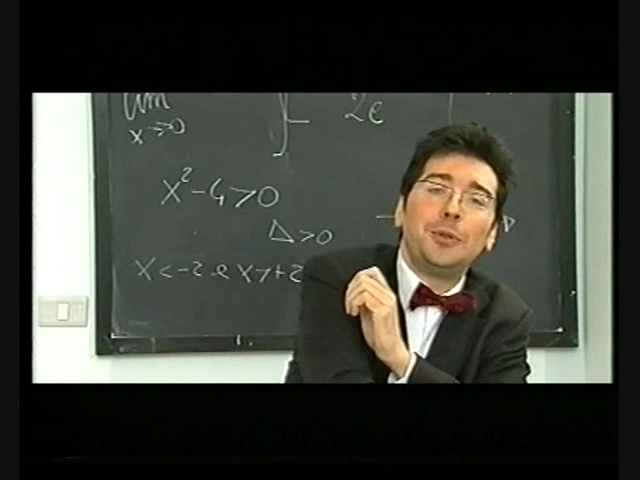 lim
x→0
∫ 2e
x²-4>0
Δ>0
x<-2 e x>+2